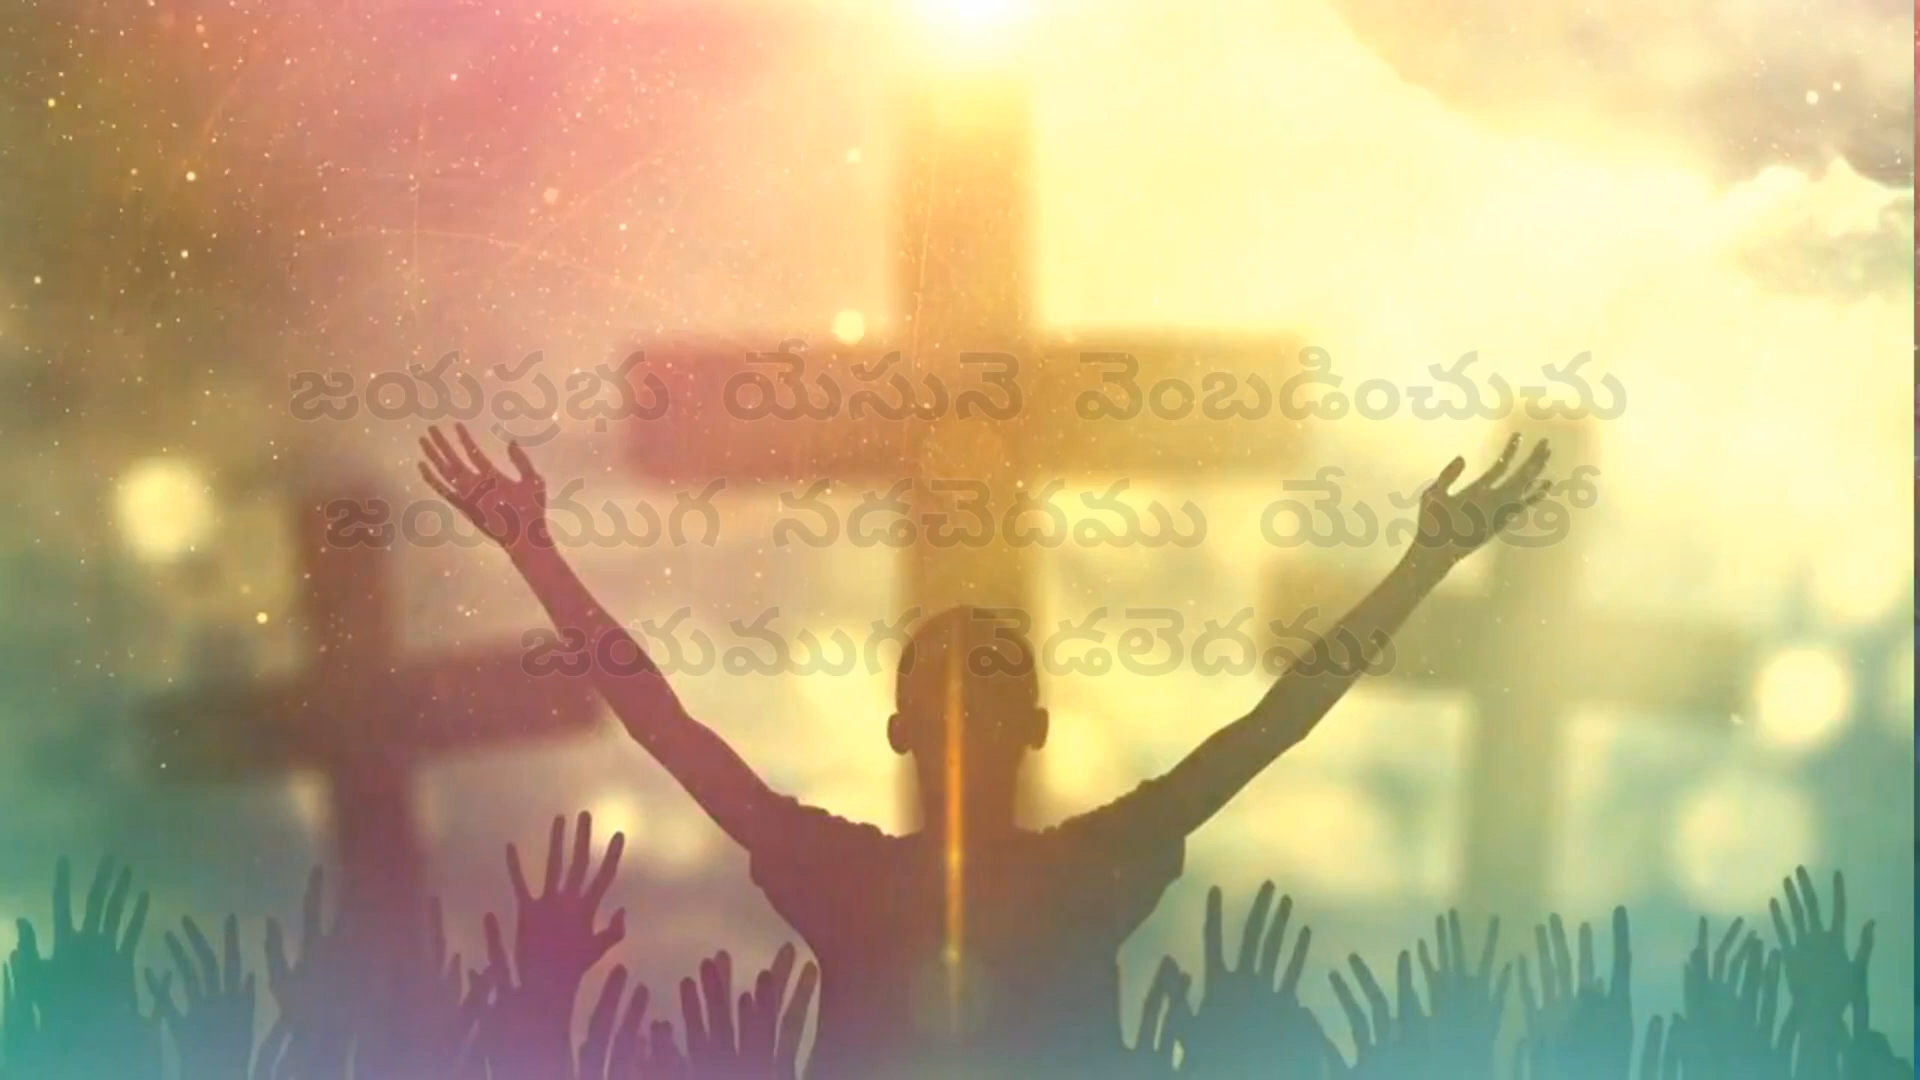 జయప్రభు యేసునె వెంబడించుచు
జయముగ నడచెదము యేసుతో
జయముగ వెడలెదము